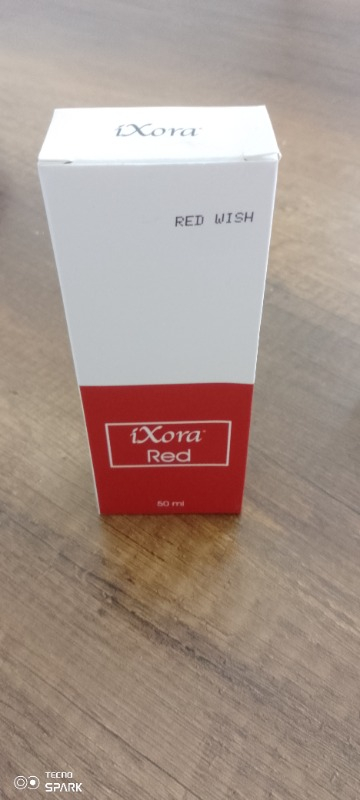 iXora
RED WISH
iXora
Red
50 ml
TECNO
SPARK